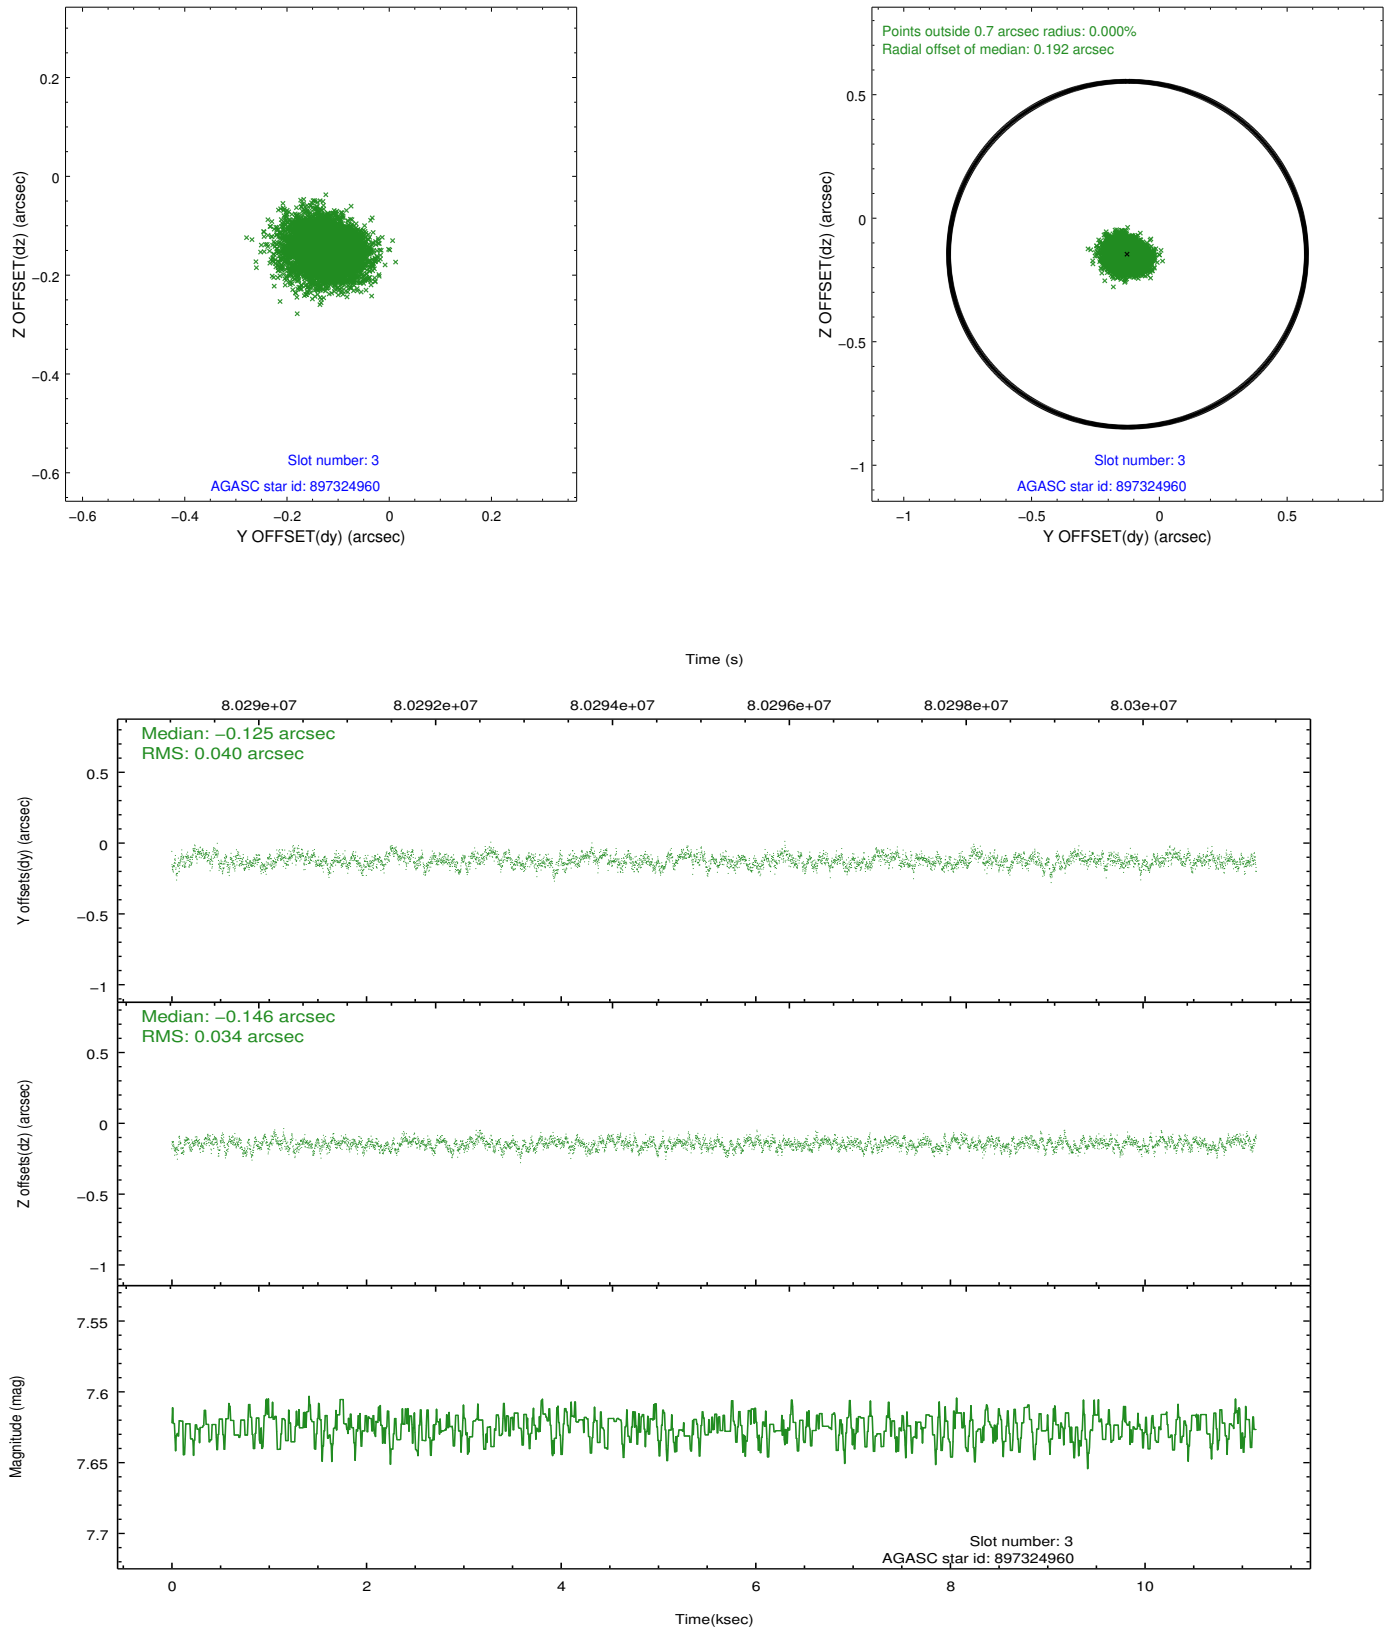 0.2
0
−0.2
−0.4
−0.6
Z OFFSET(dz) (arcsec)
Slot number: 3
AGASC star id: 897324960
−0.6 −0.4 −0.2 0 0.2
Y OFFSET(dy) (arcsec)
Points outside 0.7 arcsec radius: 0.000%
Radial offset of median: 0.192 arcsec
0.5
0
−0.5
−1
Z OFFSET(dz) (arcsec)
Slot number: 3
AGASC star id: 897324960
−1 −0.5 0 0.5
Y OFFSET(dy) (arcsec)
Time (s)
8.029e+07 8.0292e+07 8.0294e+07 8.0296e+07 8.0298e+07 8.03e+07
Median: −0.125 arcsec
RMS: 0.040 arcsec
0.5
0
−0.5
−1
Y offsets(dy) (arcsec)
Median: −0.146 arcsec
RMS: 0.034 arcsec
0.5
0
−0.5
−1
Z offsets(dz) (arcsec)
7.55
7.6
7.65
7.7
Magnitude (mag)
Slot number: 3
AGASC star id: 897324960
0 2 4 6 8 10
Time(ksec)